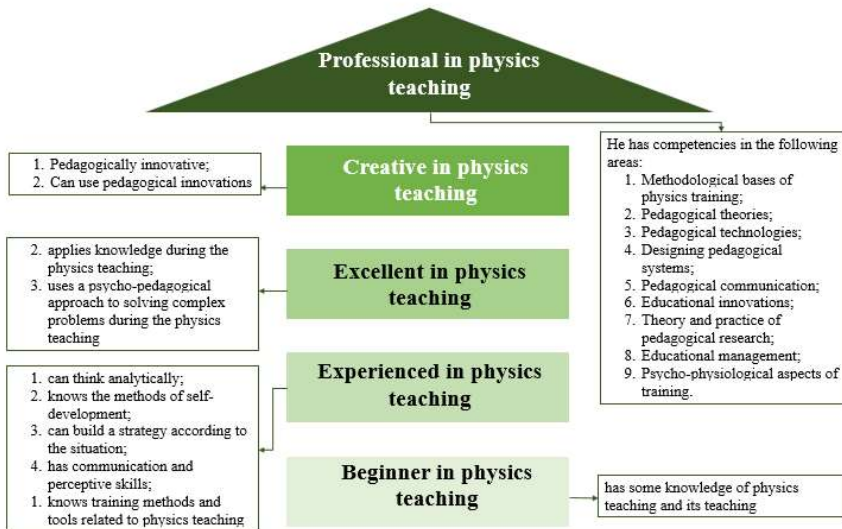 Professional in physics
teaching
1. Pedagogically innovative;
2. Can use pedagogical innovations
Creative in physics
teaching
He has competencies in the following
areas:
1. Methodological bases of
physics training;
2. Pedagogical theories;
3. Pedagogical technologies;
4. Designing pedagogical
systems;
5. Pedagogical communication;
6. Educational innovations;
7. Theory and practice of
pedagogical research;
8. Educational management;
9. Psycho-physiological aspects of
training.
2. applies knowledge during the
physics teaching;
3. uses a psycho-pedagogical
approach to solving complex
problems during the physics
teaching
Excellent in physics
teaching
1. can think analytically;
2. knows the methods of self-
development;
3. can build a strategy according to
the situation;
4. has communication and
perceptive skills;
1. knows training methods and
tools related to physics teaching
Experienced in physics
teaching
Beginner in physics
teaching
has some knowledge of physics
teaching and its teaching